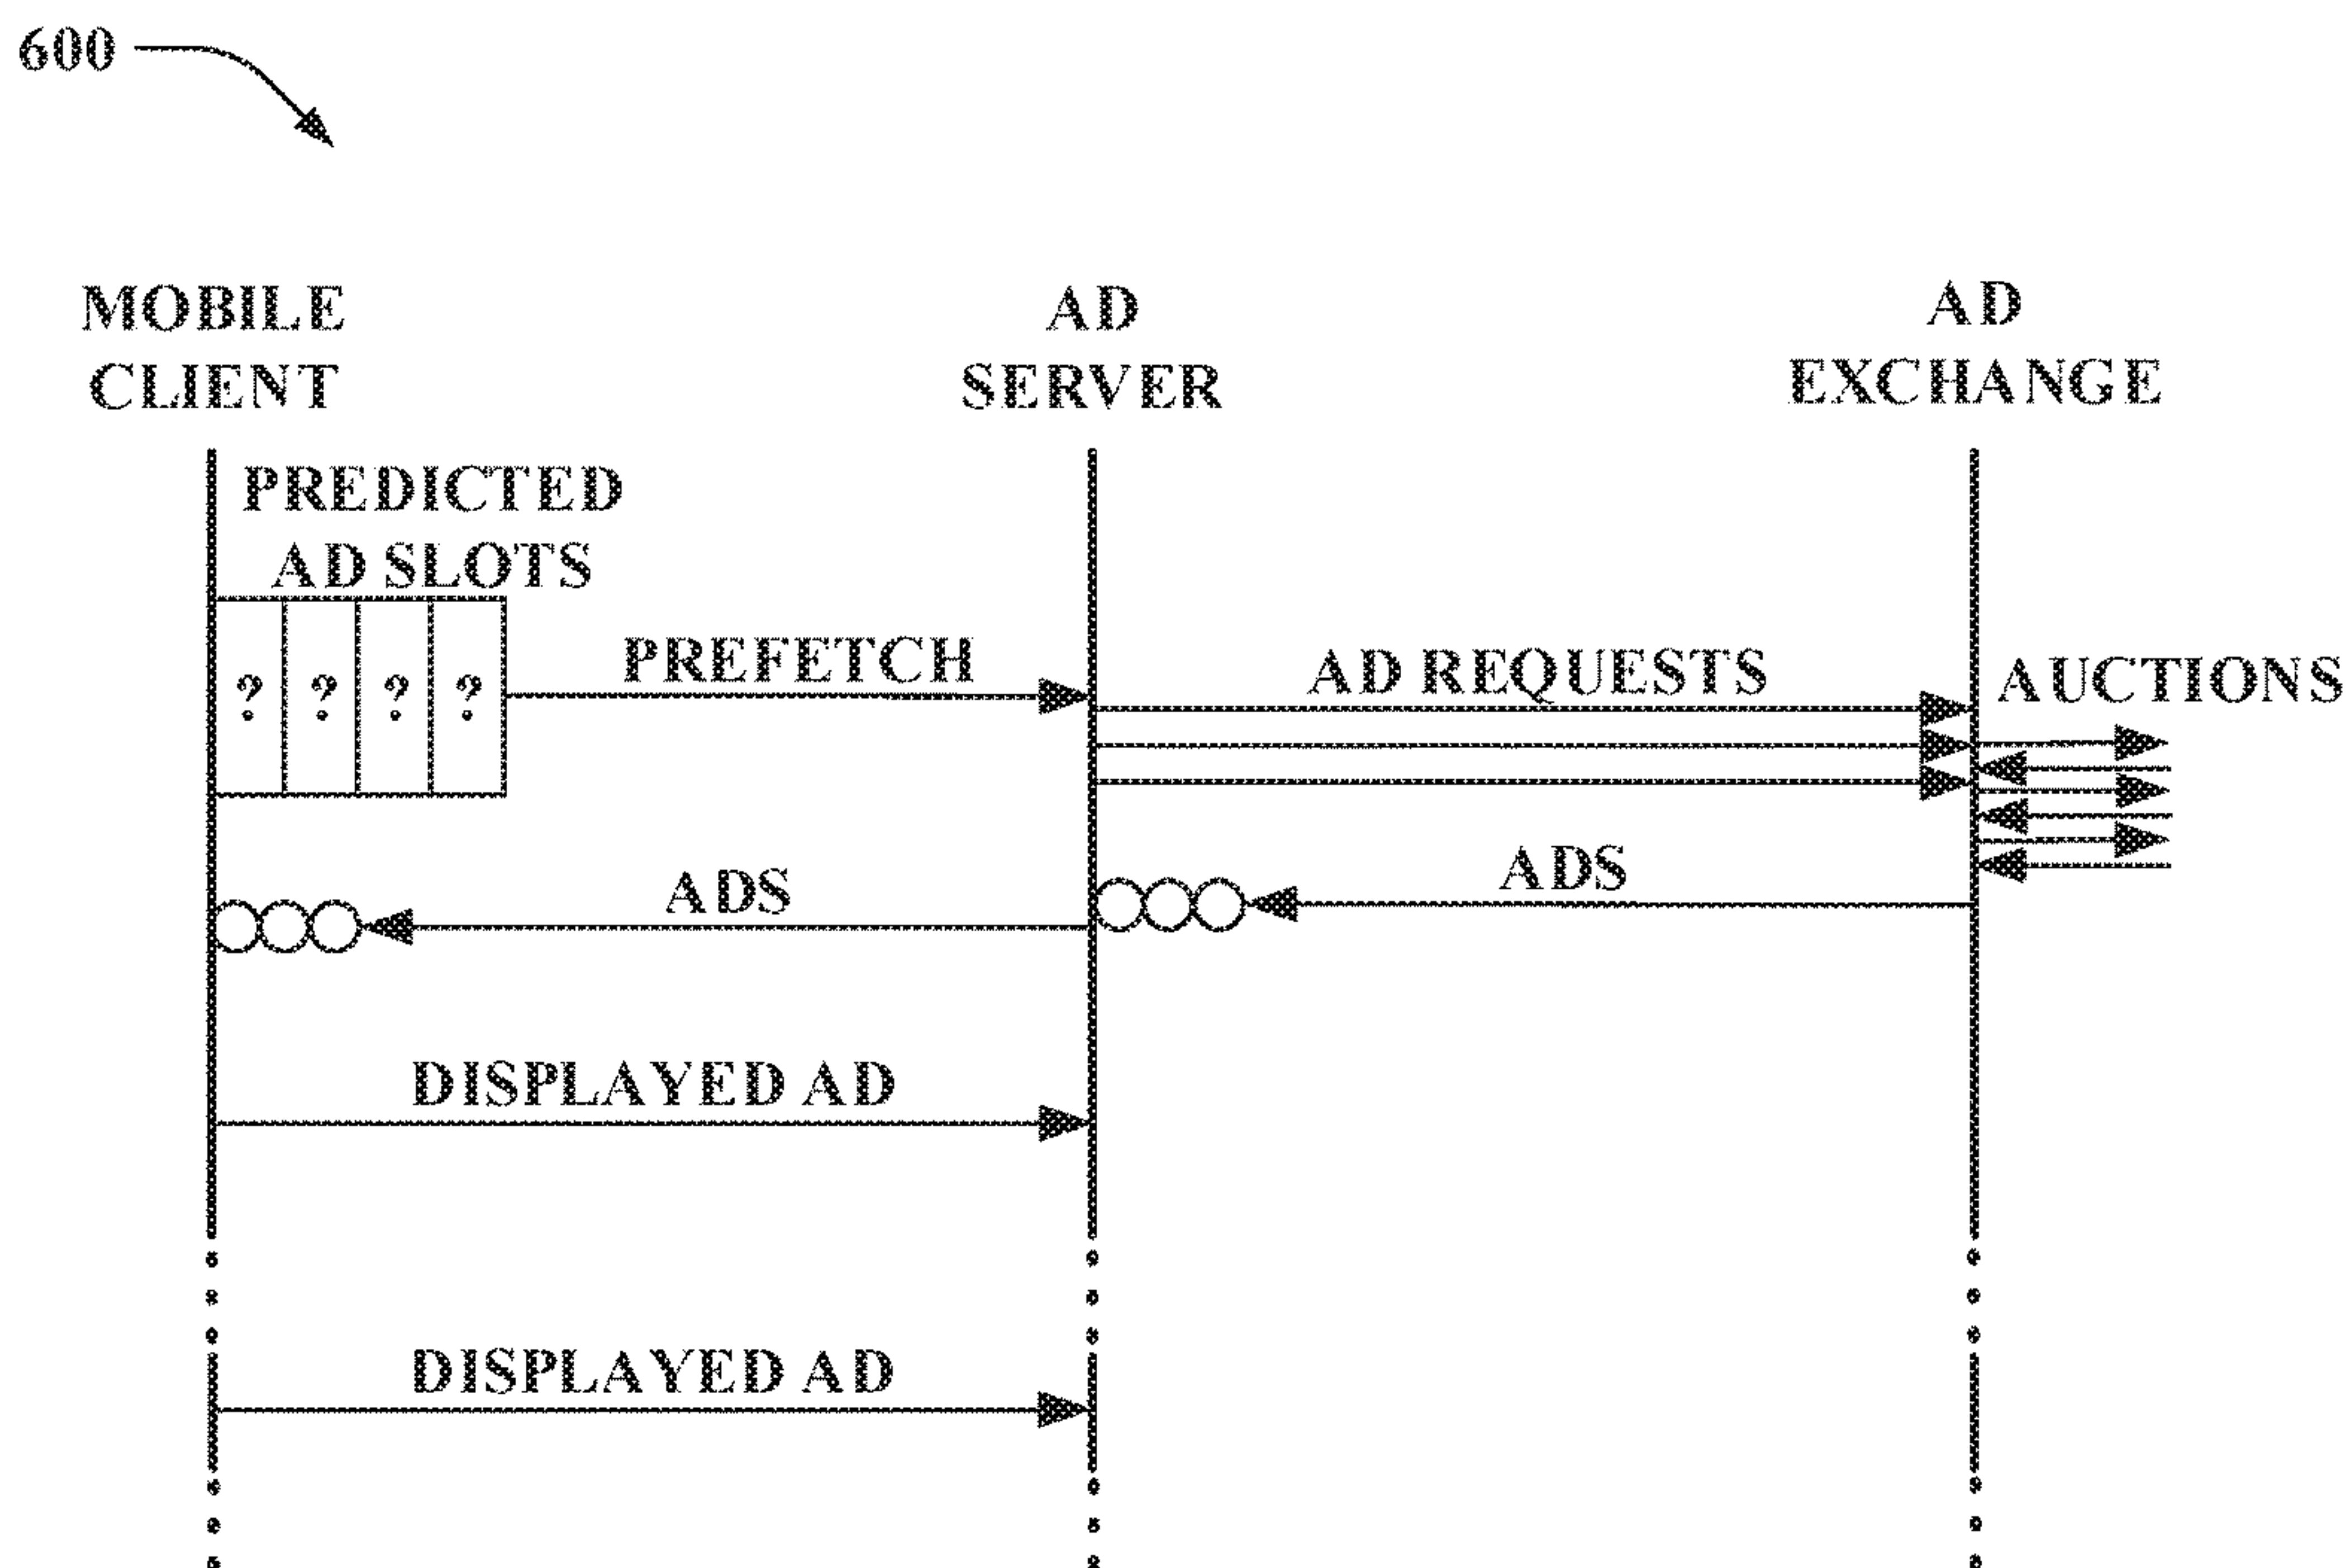 600
MOBILE
CLIENT
AD
SERVER
AD
EXCHANGE
PREDICTED
AD SLOTS
? ? ? ?
PREFETCH
AD REQUESTS
AUCTIONS
ADS
ADS
DISPLAYED AD
DISPLAYED AD